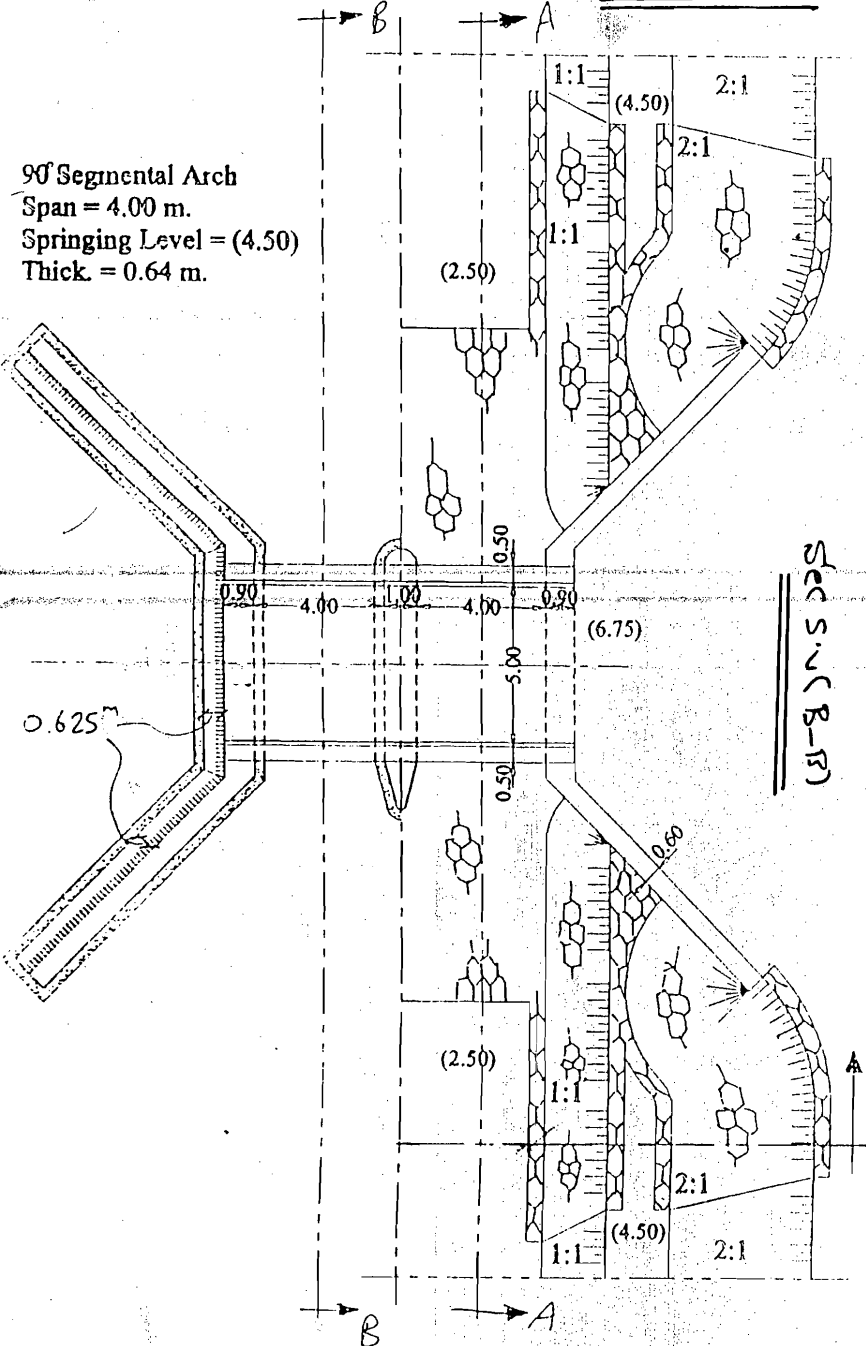 B
A
1:1
(4.50)
2:1
2:1
90° Segmental Arch
Span = 4.00 m.
Springing Level = (4.50)
Thick. = 0.64 m.
1:1
(2.50)
0.50
0.90
4.00
1.00
4.00
0.90
(6.75)
5.00
0.625 m
0.50
0.60
(2.50)
1:1
2:1
(4.50)
1:1
2:1
A
B
A